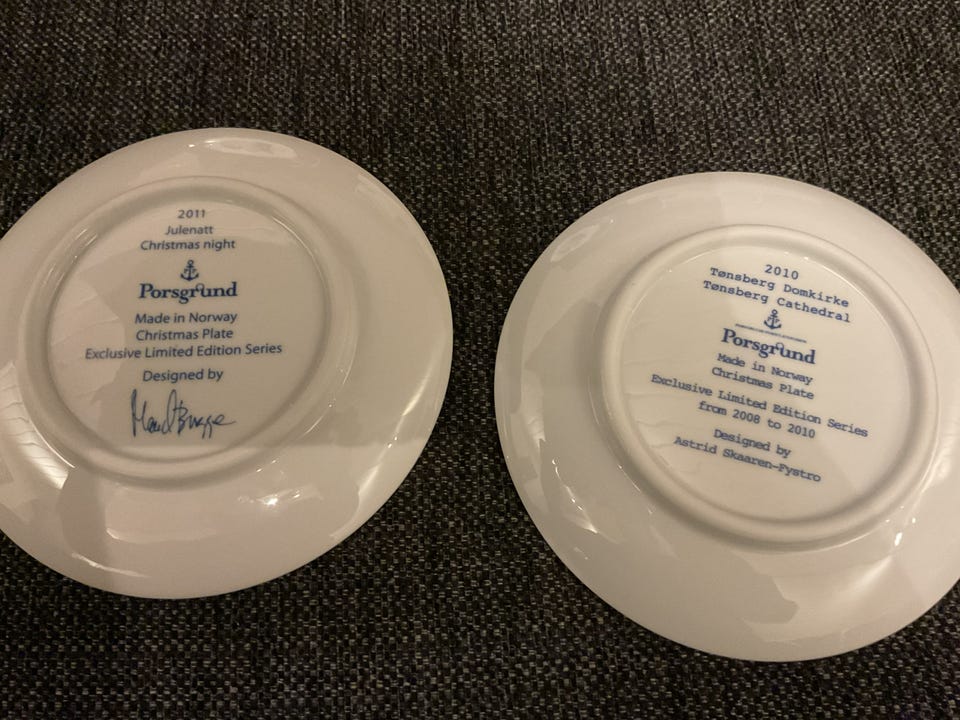 2011
Julenatt
Christmas night
Porsgrund
Made in Norway
Christmas Plate
Exclusive Limited Edition Series
Designed by
2010
Tønsberg Domkirke
Tønsberg Cathedral
Porsgrund
Made in Norway
Christmas Plate
Exclusive Limited Edition Series
from 2008 to 2010
Designed by
Astrid Skaaren-Fystro